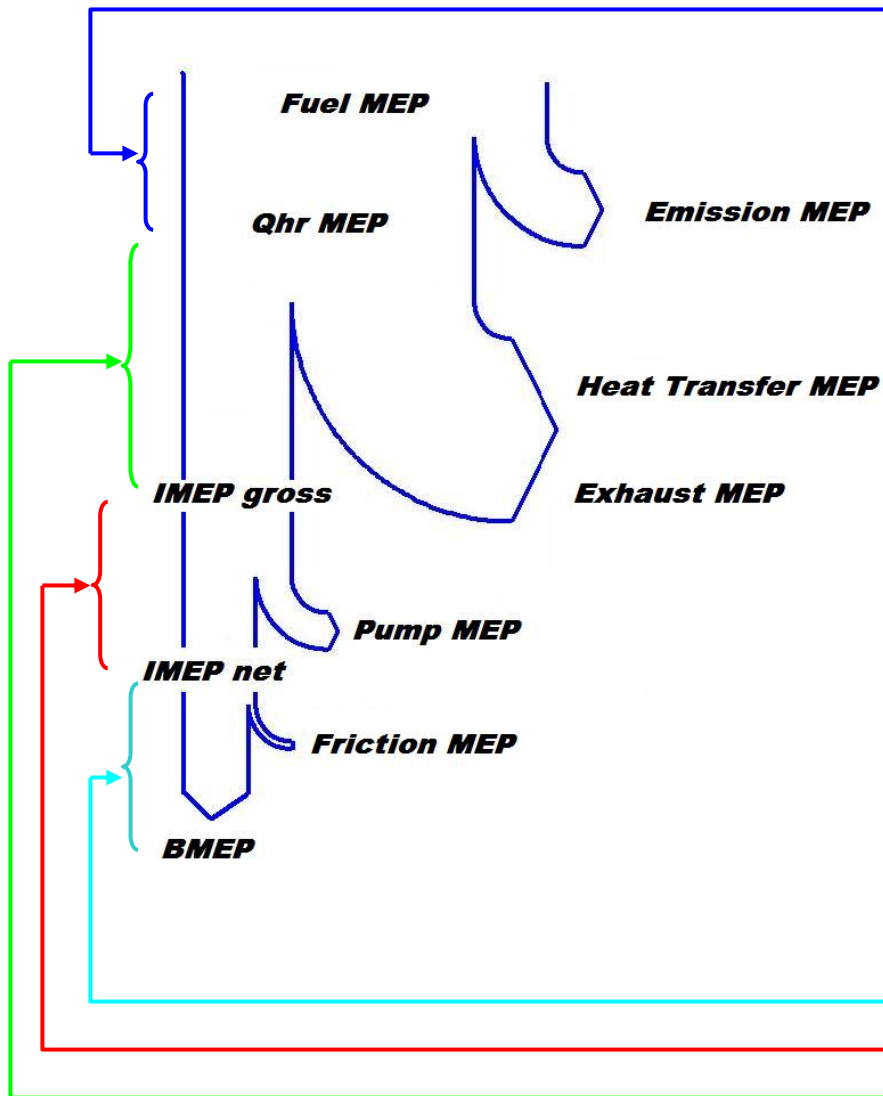 Fuel MEP
Emission MEP
Qhr MEP
Heat Transfer MEP
IMEP gross
Exhaust MEP
Pump MEP
IMEP net
Friction MEP
BMEP